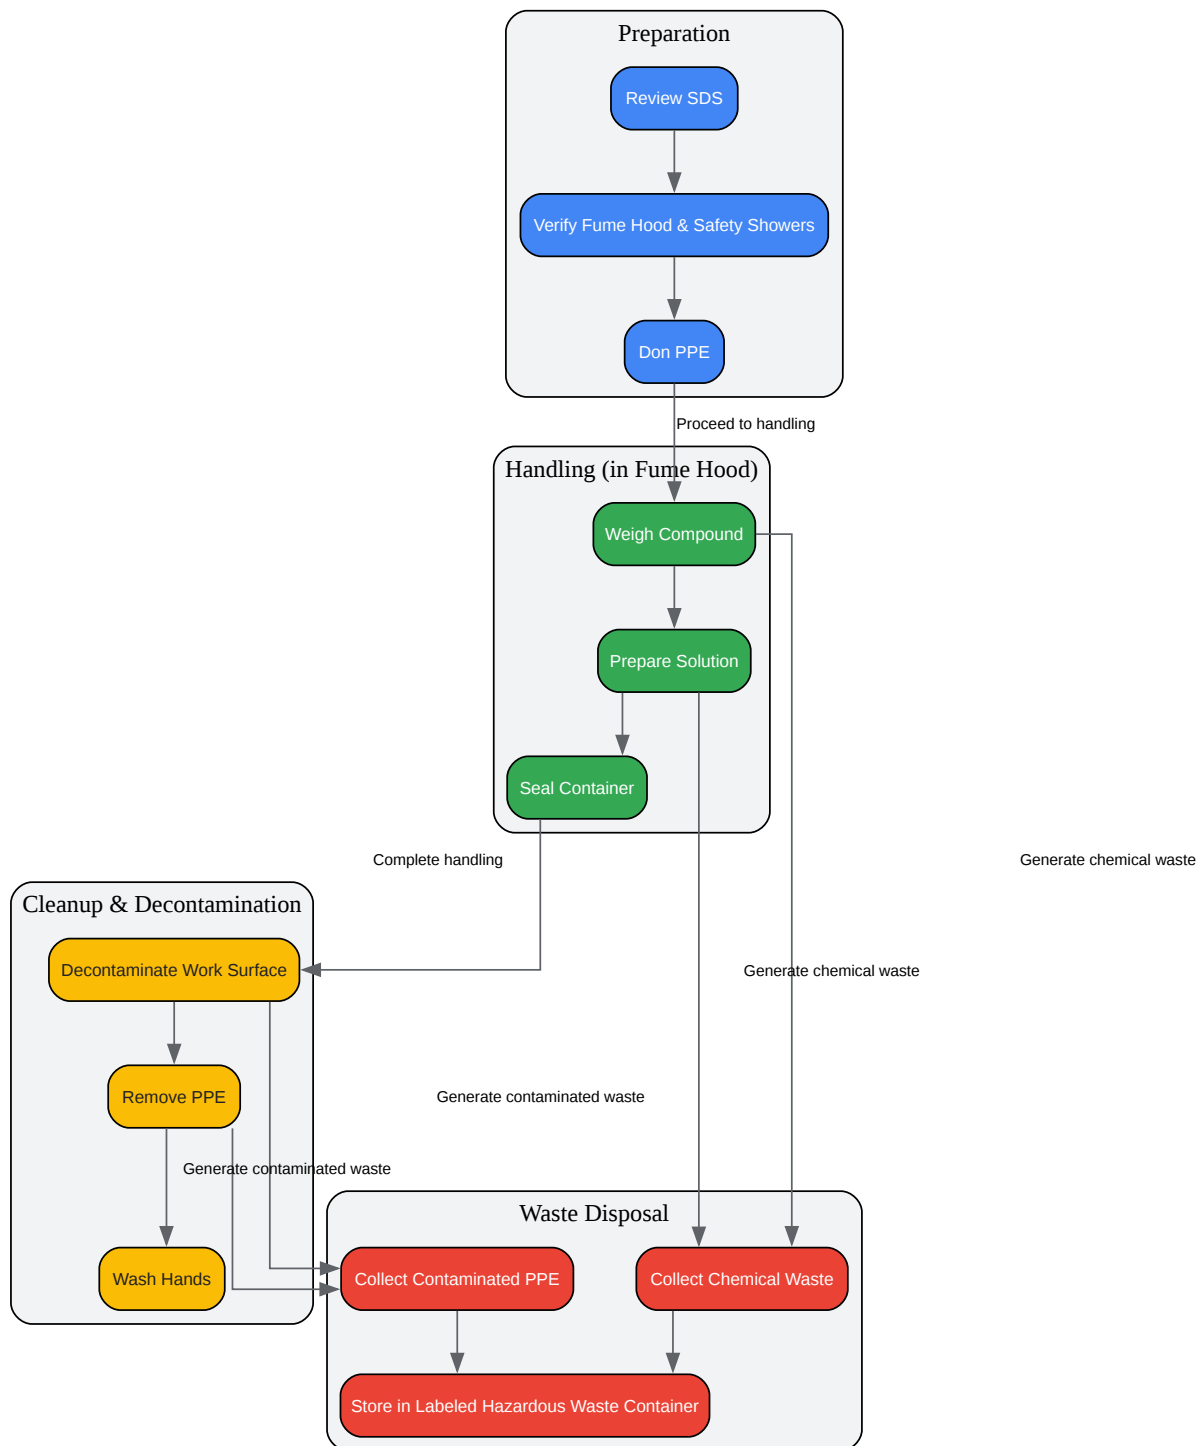 Preparation
Review SDS
Verify Fume Hood & Safety Showers
Don PPE
Proceed to handling
Handling (in Fume Hood)
Weigh Compound
Prepare Solution
Seal Container
Complete handling
Generate chemical waste
Cleanup & Decontamination
Decontaminate Work Surface
Generate chemical waste
Remove PPE
Generate contaminated waste
Generate contaminated waste
Waste Disposal
Wash Hands
Collect Contaminated PPE
Collect Chemical Waste
Store in Labeled Hazardous Waste Container